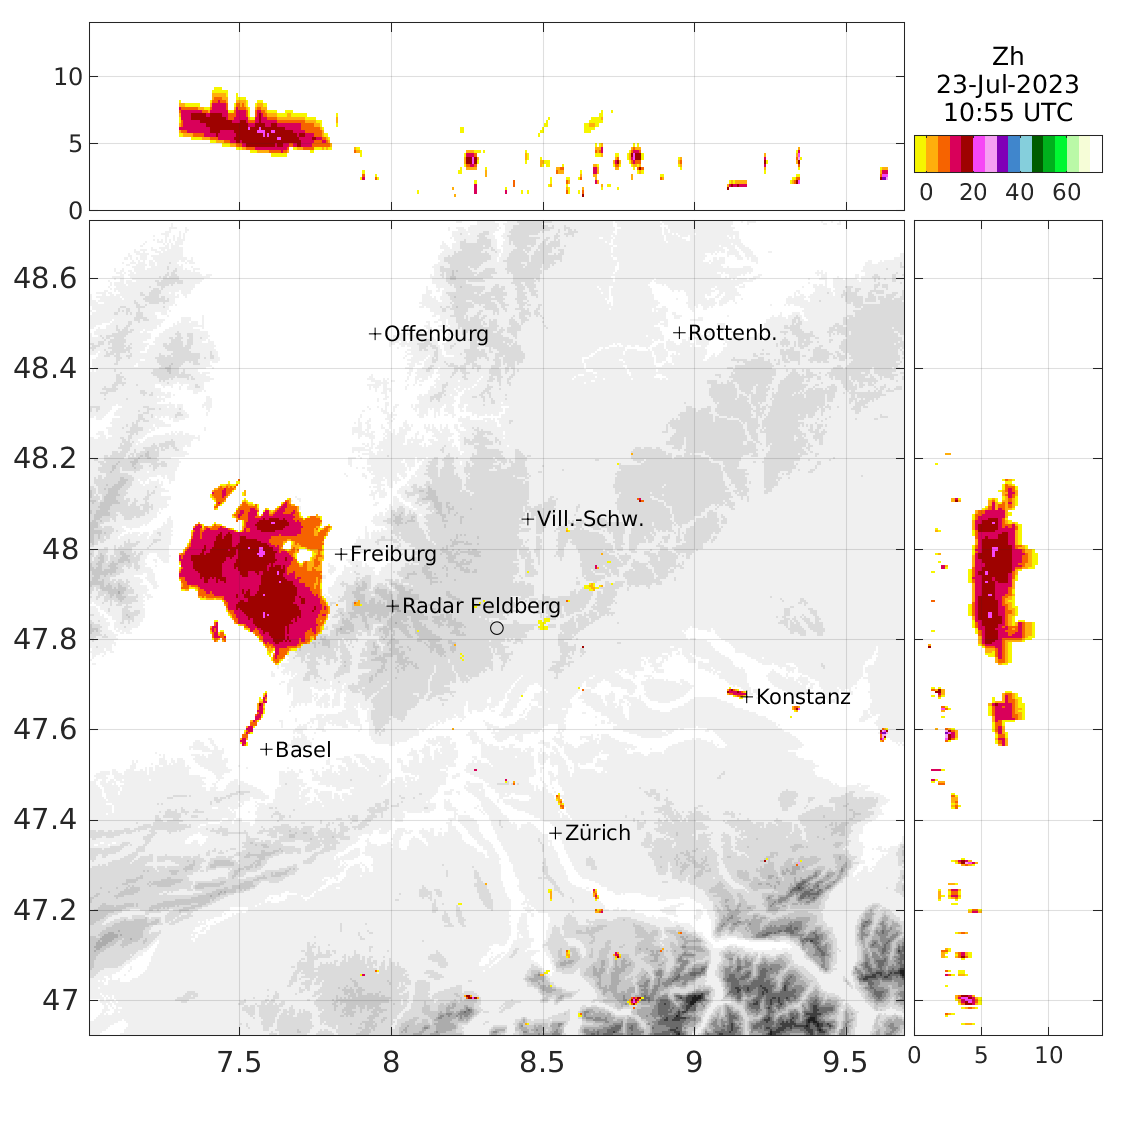 10
5
0
Zh
23-Jul-2023
10:55 UTC
0 20 40 60
48.6
48.4
48.2
48
47.8
47.6
47.4
47.2
47
+Offenburg
+Rottenb.
+Vill.-Schw.
+Freiburg
+Radar Feldberg
+Konstanz
+Basel
+Zürich
7.5 8 8.5 9 9.5
0 5 10